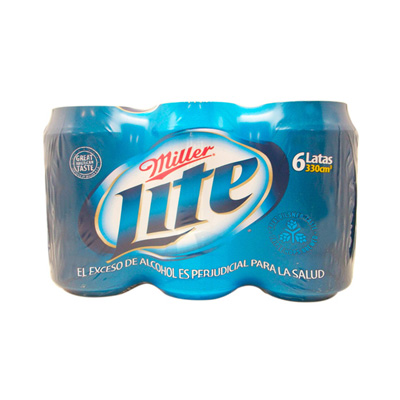 GREAT
TASTE
Miller
Lite
6 Latas
330cm³
EL EXCESO DE ALCOHOL ES PERJUDICIAL PARA LA SALUD